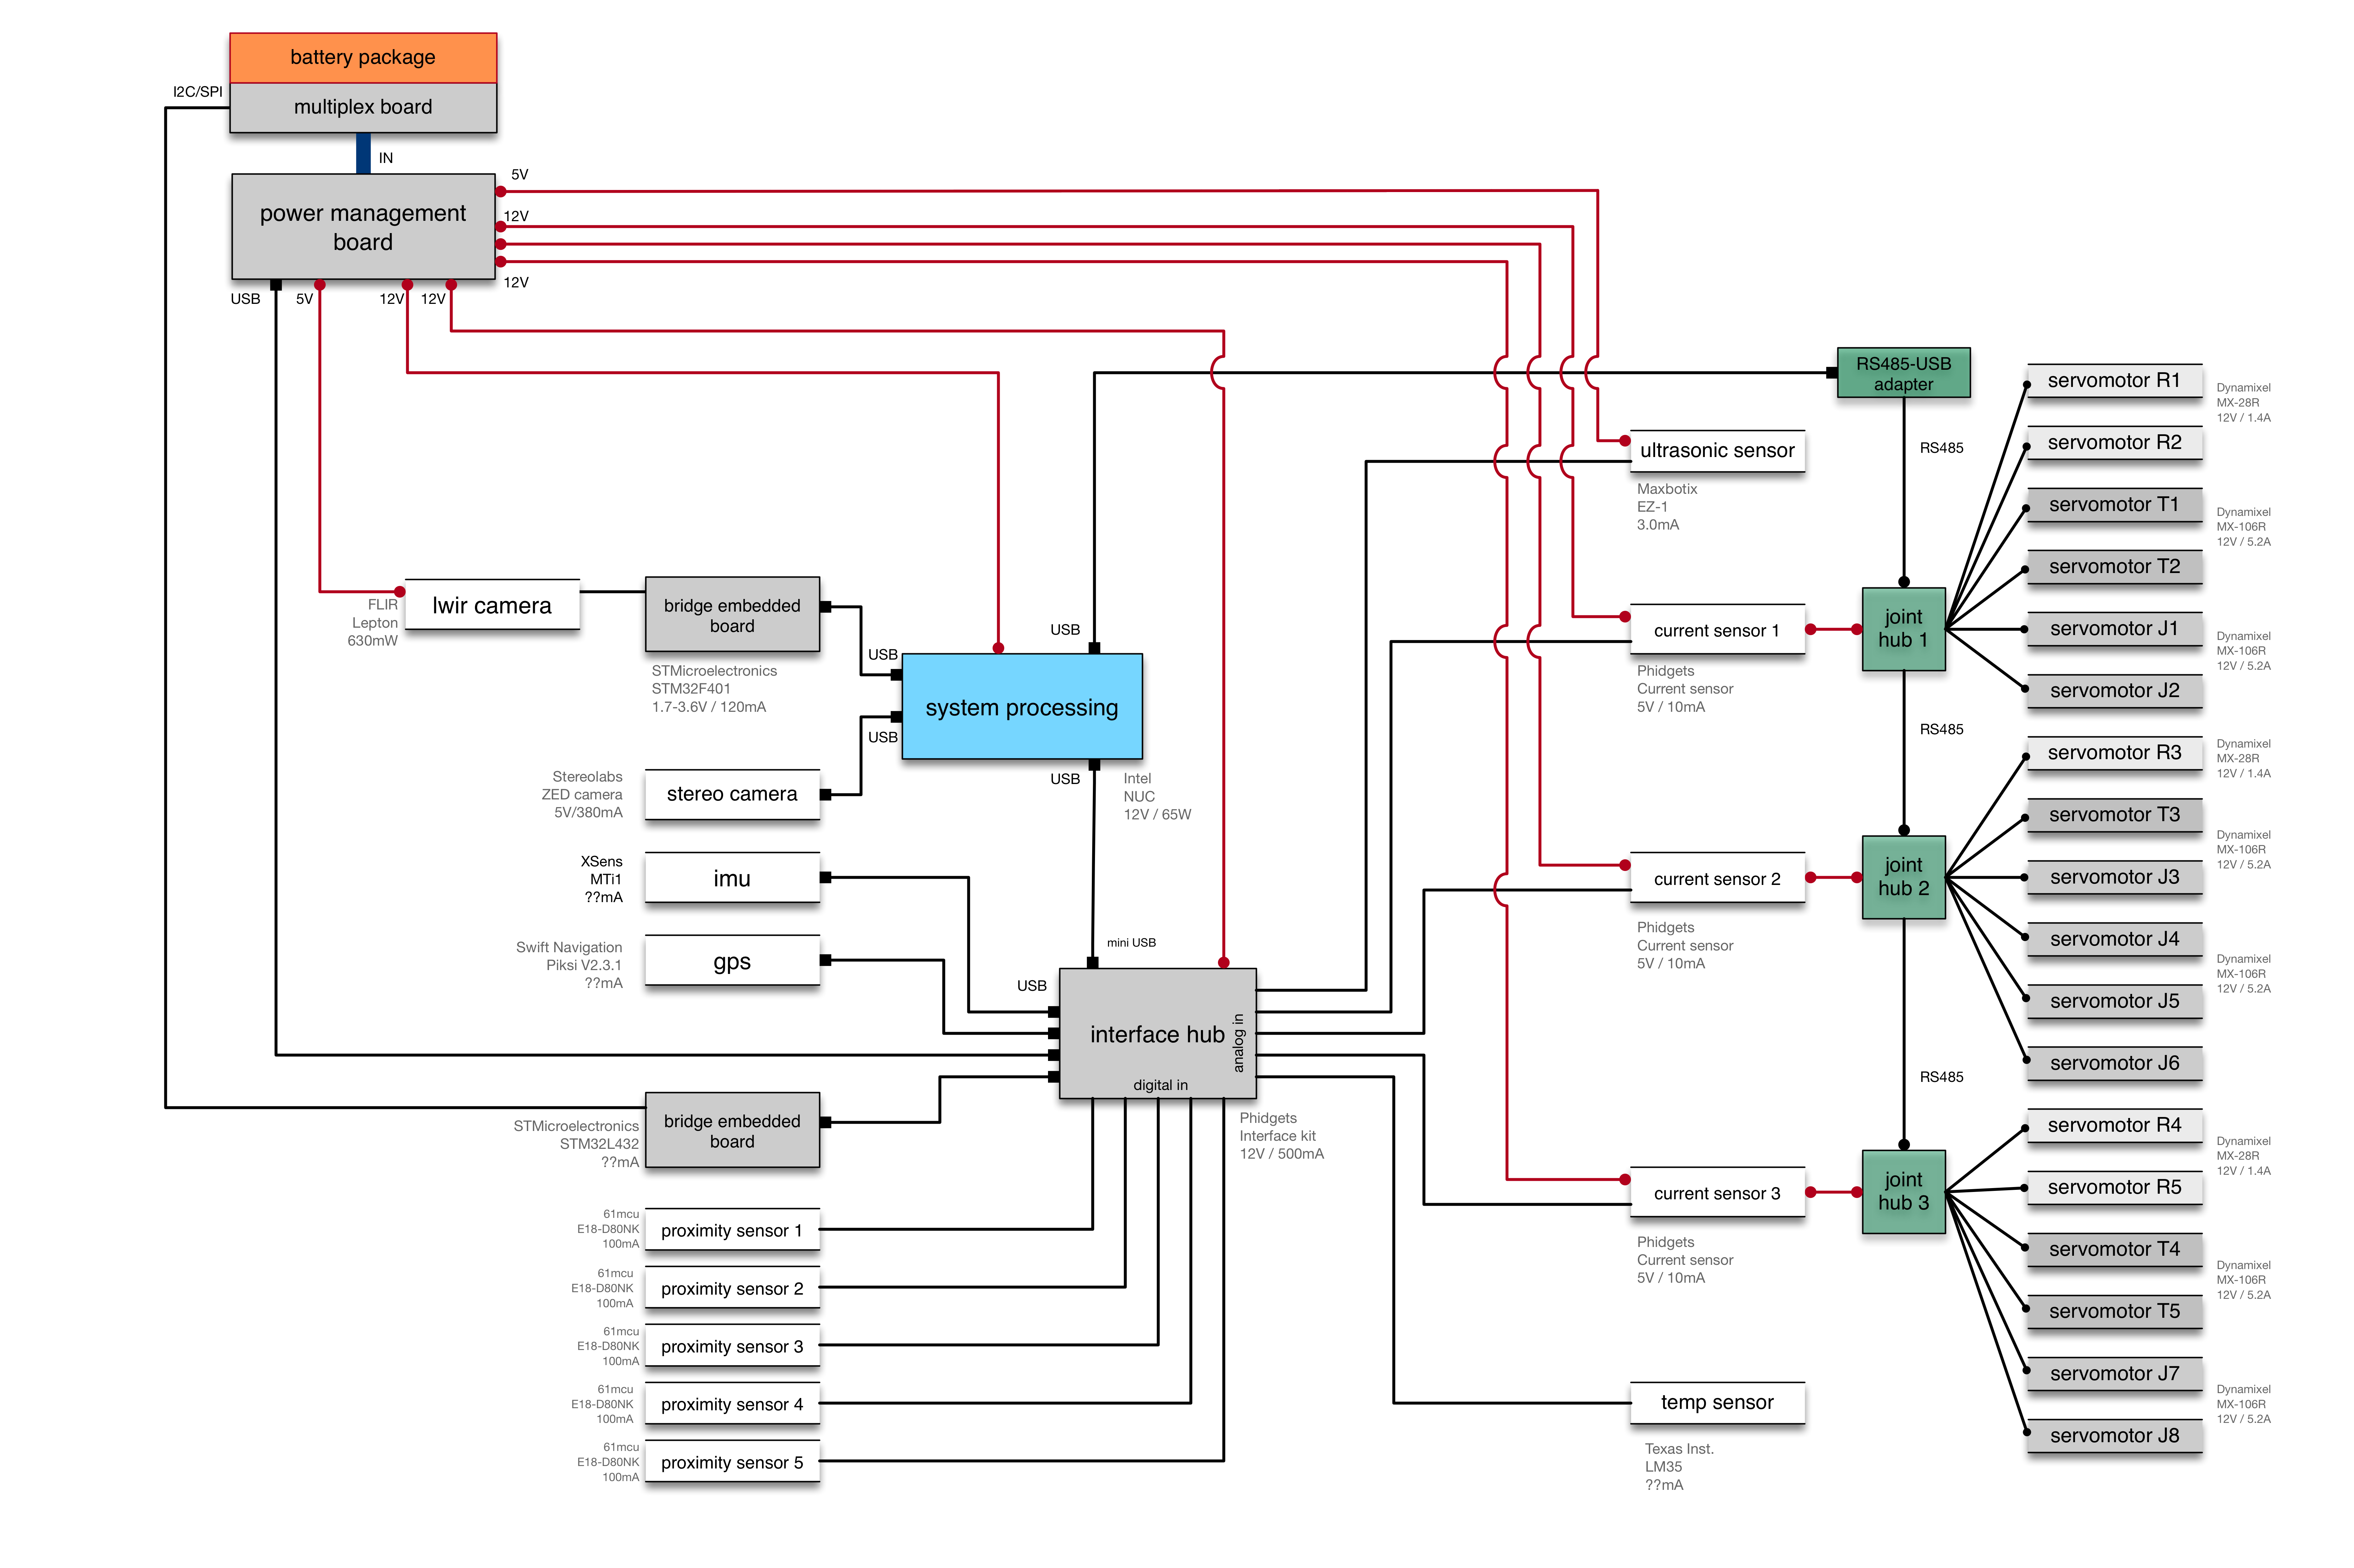 battery package
I2C/SPI
multiplex board
IN
power management
board
5V
12V
12V
USB
5V
12V
12V
RS485-USB
adapter
RS485
ultrasonic sensor
Maxbotix
EZ-1
3.0mA
lwir camera
FLIR
Lepton
630mW
bridge embedded
board
STMicroelectronics
STM32F401
1.7-3.6V / 120mA
USB
USB
USB
system processing
USB
Intel
NUC
12V / 65W
Stereolabs
ZED camera
5V/380mA
stereo camera
XSens
MTi1
??mA
imu
Swift Navigation
Piksi V2.3.1
??mA
gps
mini USB
USB
interface hub
analog in
digital in
Phidgets
Interface kit
12V / 500mA
bridge embedded
board
STMicroelectronics
STM32L432
??mA
61mcu
E18-D80NK
100mA
proximity sensor 1
61mcu
E18-D80NK
100mA
proximity sensor 2
61mcu
E18-D80NK
100mA
proximity sensor 3
61mcu
E18-D80NK
100mA
proximity sensor 4
61mcu
E18-D80NK
100mA
proximity sensor 5
current sensor 1
Phidgets
Current sensor
5V / 10mA
joint
hub 1
RS485
current sensor 2
Phidgets
Current sensor
5V / 10mA
joint
hub 2
RS485
current sensor 3
Phidgets
Current sensor
5V / 10mA
joint
hub 3
temp sensor
Texas Inst.
LM35
??mA
servomotor R1
Dynamixel
MX-28R
12V / 1.4A
servomotor R2
servomotor T1
Dynamixel
MX-106R
12V / 5.2A
servomotor T2
servomotor J1
Dynamixel
MX-106R
12V / 5.2A
servomotor J2
servomotor R3
Dynamixel
MX-28R
12V / 1.4A
servomotor T3
Dynamixel
MX-106R
12V / 5.2A
servomotor J3
servomotor J4
Dynamixel
MX-106R
12V / 5.2A
servomotor J5
servomotor J6
servomotor R4
Dynamixel
MX-28R
12V / 1.4A
servomotor R5
servomotor T4
Dynamixel
MX-106R
12V / 5.2A
servomotor T5
servomotor J7
Dynamixel
MX-106R
12V / 5.2A
servomotor J8